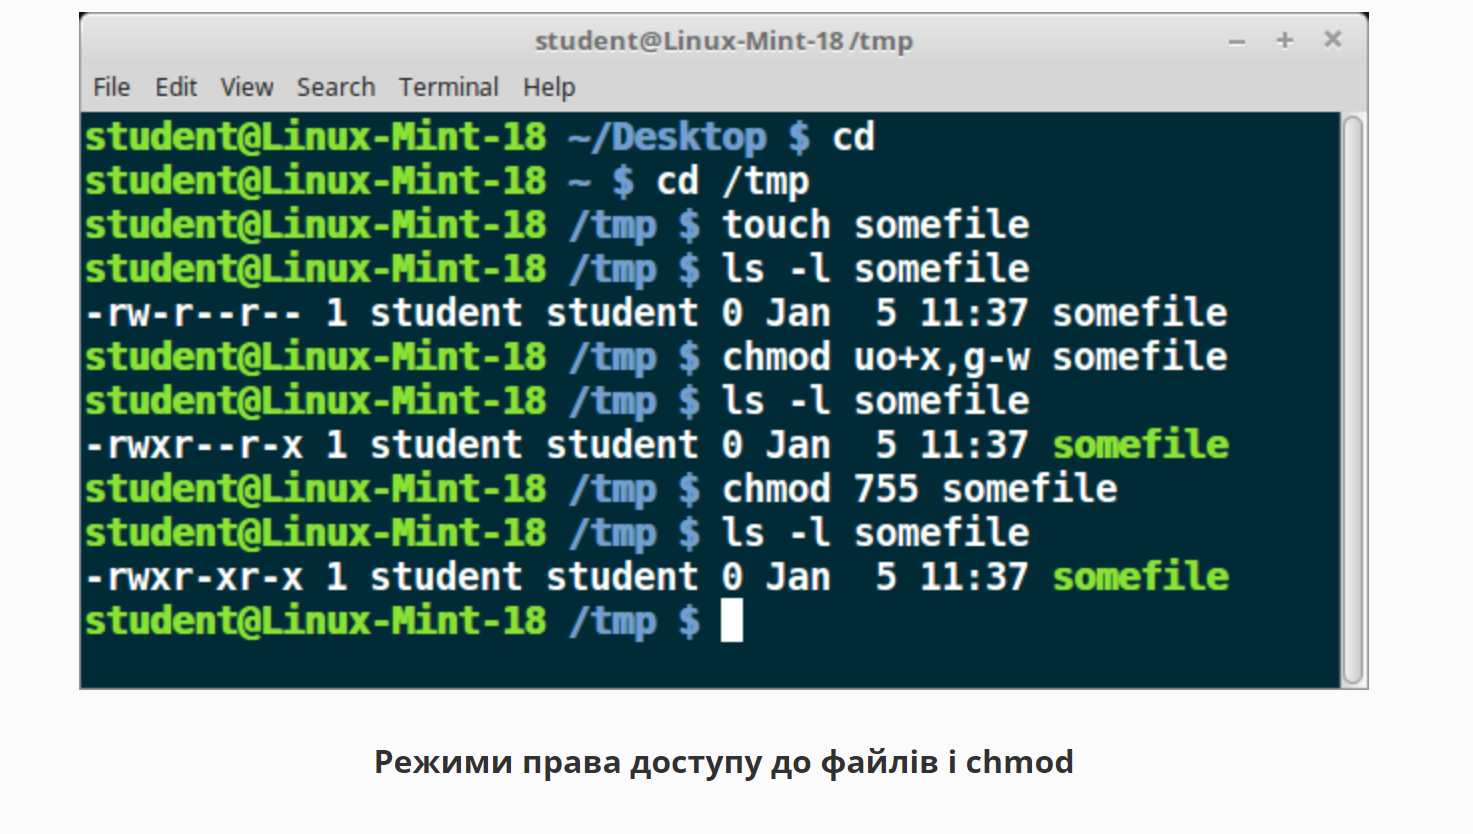 student@Linux-Mint-18 /tmp
File Edit View Search Terminal Help
student@Linux-Mint-18 ~/Desktop $ cd
student@Linux-Mint-18 ~ $ cd /tmp
student@Linux-Mint-18 /tmp $ touch somefile
student@Linux-Mint-18 /tmp $ ls -l somefile
-rw-r--r-- 1 student student 0 Jan  5 11:37 somefile
student@Linux-Mint-18 /tmp $ chmod uo+x,g-w somefile
student@Linux-Mint-18 /tmp $ ls -l somefile
-rwxr--r-x 1 student student 0 Jan  5 11:37 somefile
student@Linux-Mint-18 /tmp $ chmod 755 somefile
student@Linux-Mint-18 /tmp $ ls -l somefile
-rwxr-xr-x 1 student student 0 Jan  5 11:37 somefile
student@Linux-Mint-18 /tmp $
Режими права доступу до файлів і chmod